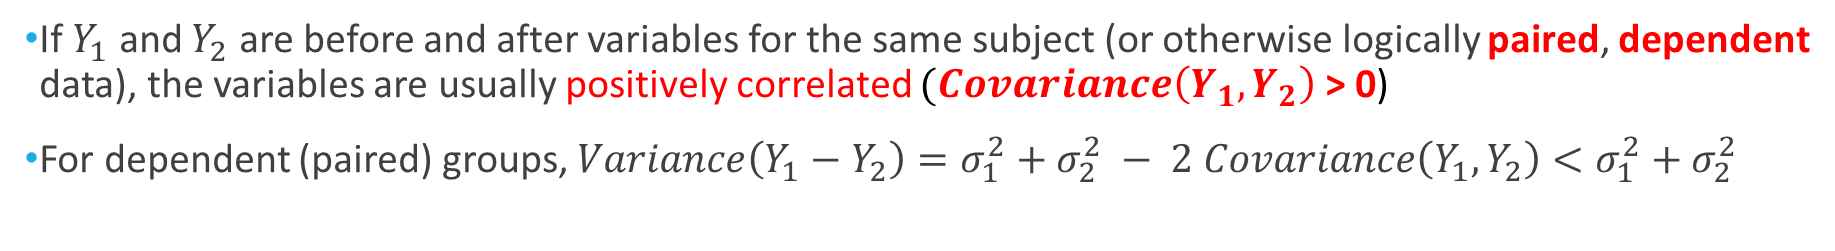 •If 𝑌₁ and 𝑌₂ are before and after variables for the same subject (or otherwise logically paired, dependent
data), the variables are usually positively correlated (𝑪𝒐𝒗𝒂𝒓𝒊𝒂𝒏𝒄𝒆(𝒀₁, 𝒀₂) > 0)
•For dependent (paired) groups, 𝑉𝑎𝑟𝑖𝑎𝑛𝑐𝑒(𝑌₁ − 𝑌₂) = 𝜎₁² + 𝜎₂² − 2 𝐶𝑜𝑣𝑎𝑟𝑖𝑎𝑛𝑐𝑒(𝑌₁, 𝑌₂) < 𝜎₁² + 𝜎₂²